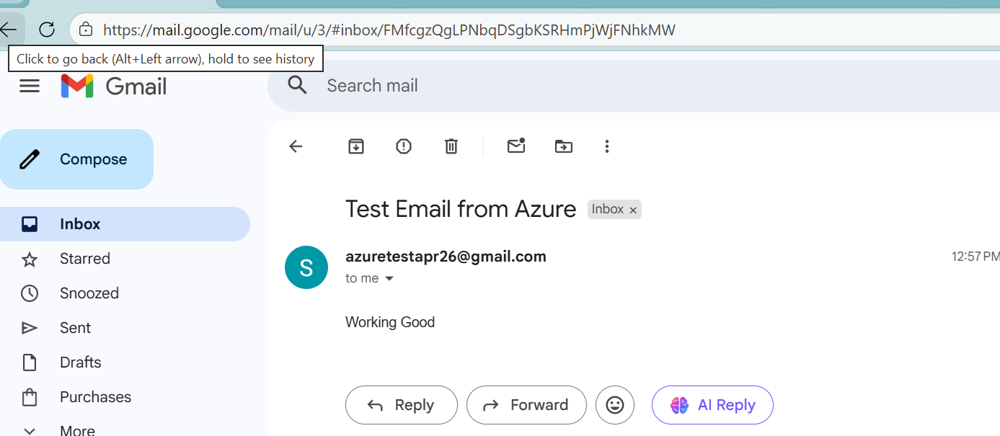 https://mail.google.com/mail/u/3/#inbox/FMfcgzQgLPNbqDSgbKSRHmPjWjFNhkMW
Click to go back (Alt+Left arrow), hold to see history
Gmail
Search mail
Compose
Test Email from Azure Inbox ×
Inbox
S azuretestapr26@gmail.com 12:57 PM
Starred
to me
Snoozed
Working Good
Sent
Drafts
Purchases
Reply Forward AI Reply
More